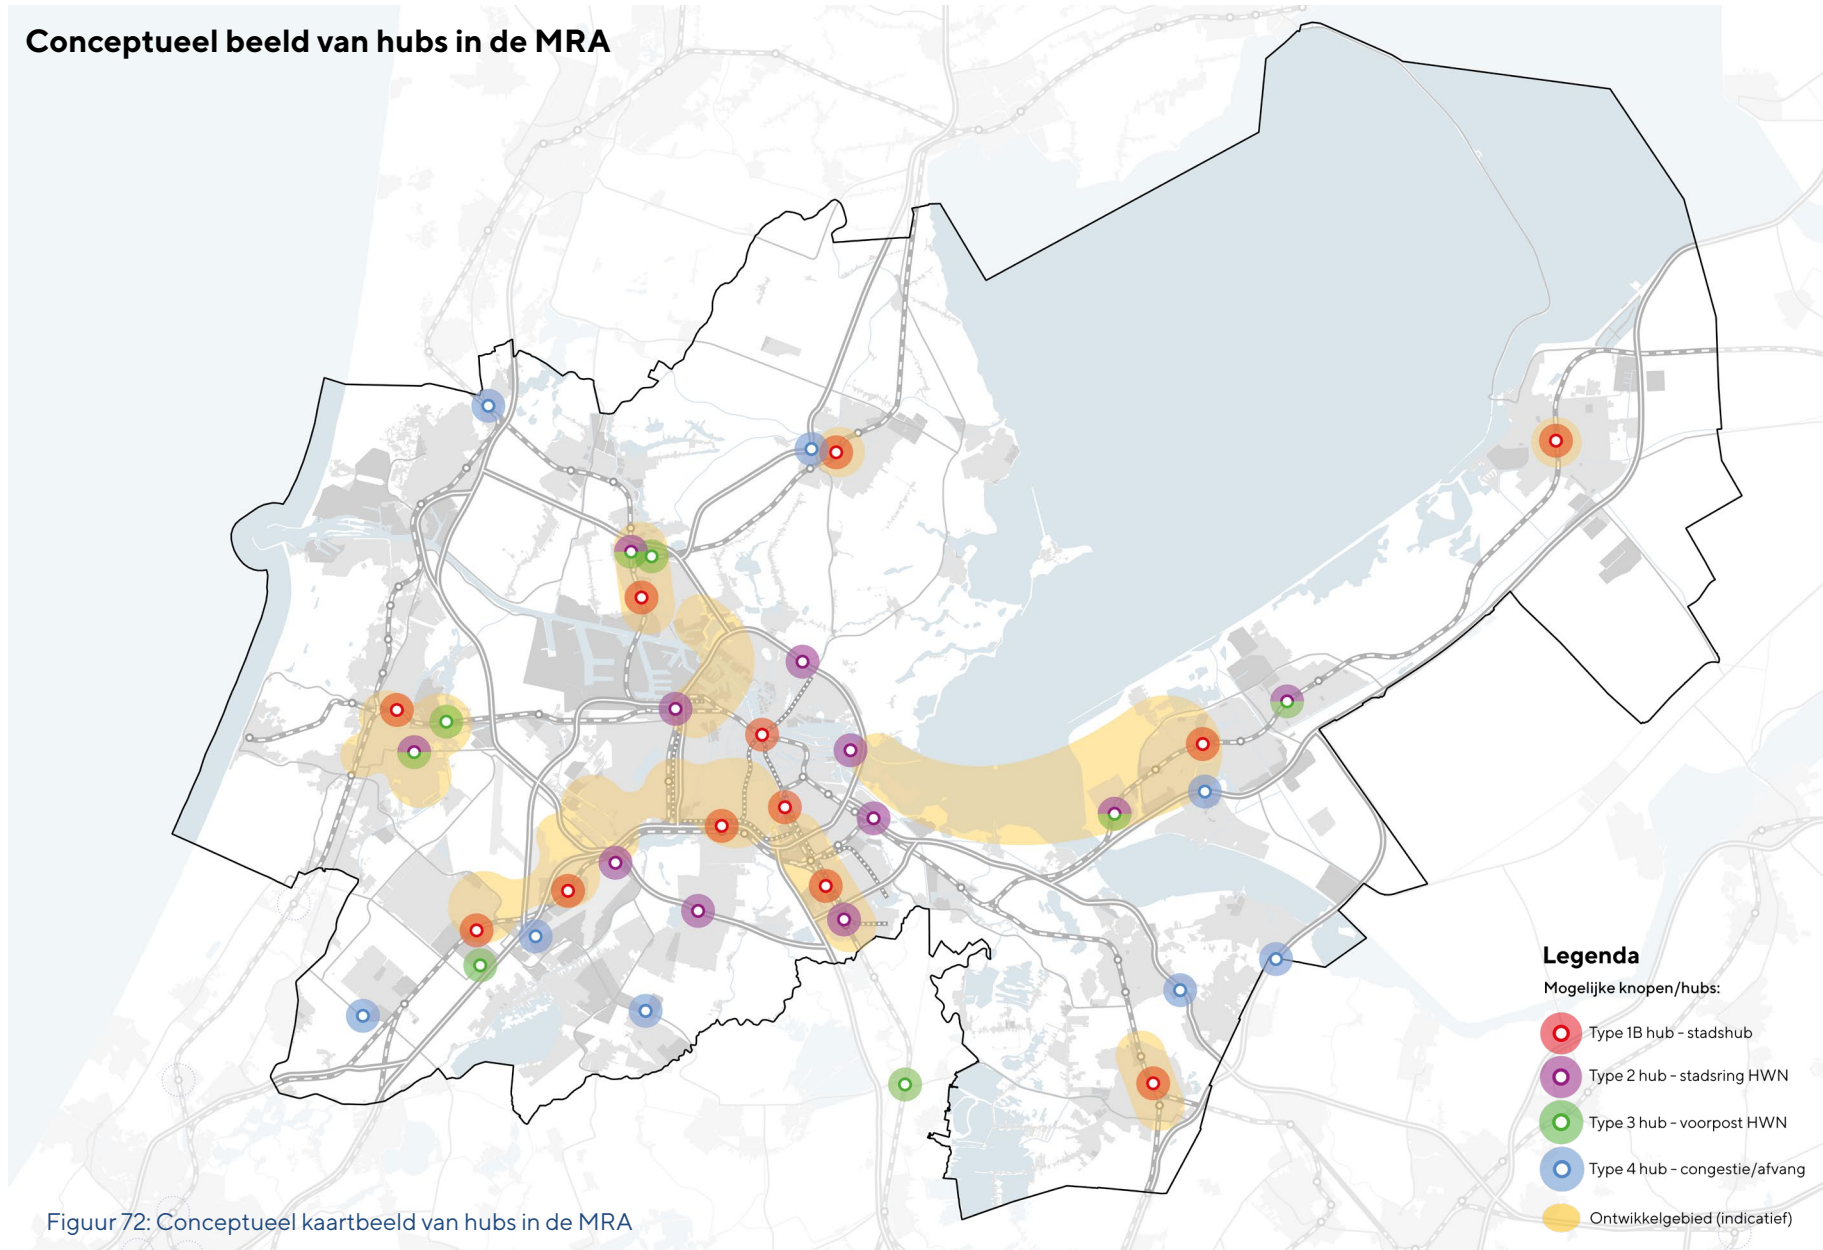 Conceptueel beeld van hubs in de MRA
Legenda
Mogelijke knopen/hubs:
Type 1B hub - stadshub
Type 2 hub - stadsring HWN
Type 3 hub - voorpost HWN
Type 4 hub - congestie/afvang
Ontwikkelgebied (indicatief)
Figuur 72: Conceptueel kaartbeeld van hubs in de MRA